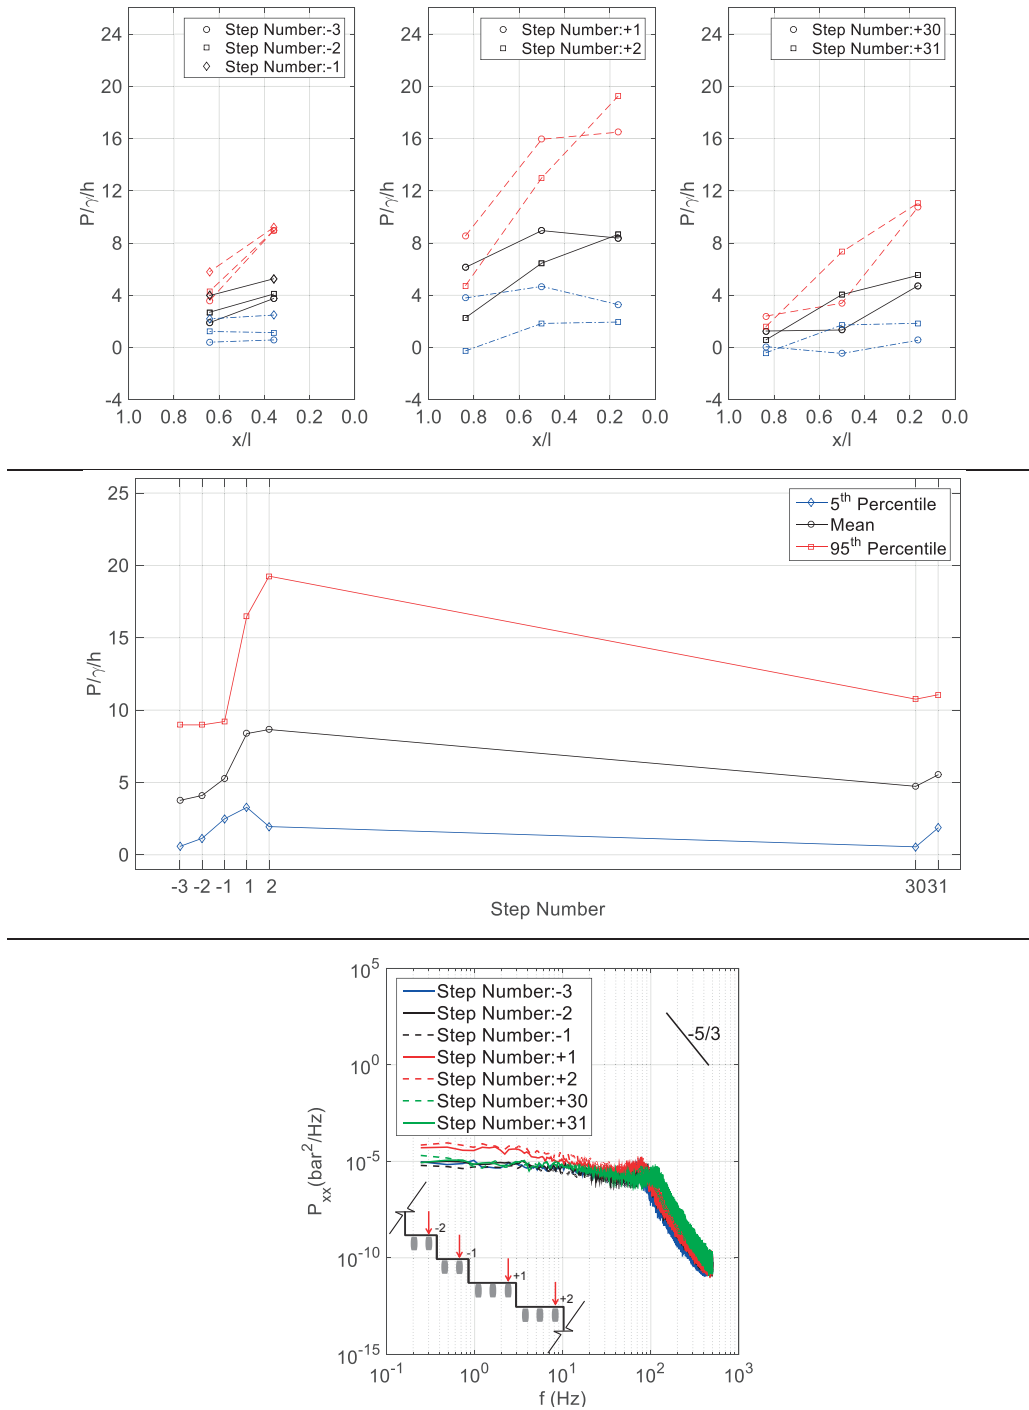 24
20
16
12
8
4
0
-4
P/γ/h
1.0 0.8 0.6 0.4 0.2 0.0
x/l
Step Number:-3
Step Number:-2
Step Number:-1
24
20
16
12
8
4
0
-4
P/γ/h
1.0 0.8 0.6 0.4 0.2 0.0
x/l
Step Number:+1
Step Number:+2
24
20
16
12
8
4
0
-4
P/γ/h
1.0 0.8 0.6 0.4 0.2 0.0
x/l
Step Number:+30
Step Number:+31
25
20
15
10
5
0
P/γ/h
-3 -2 -1 1 2 30 31
Step Number
5th Percentile
Mean
95th Percentile
10^5
10^0
10^-5
10^-10
10^-15
Pxx(bar^2/Hz)
10^-1 10^0 10^1 10^2 10^3
f (Hz)
Step Number:-3
Step Number:-2
Step Number:-1
Step Number:+1
Step Number:+2
Step Number:+30
Step Number:+31
-5/3
-2
-1
+1
+2